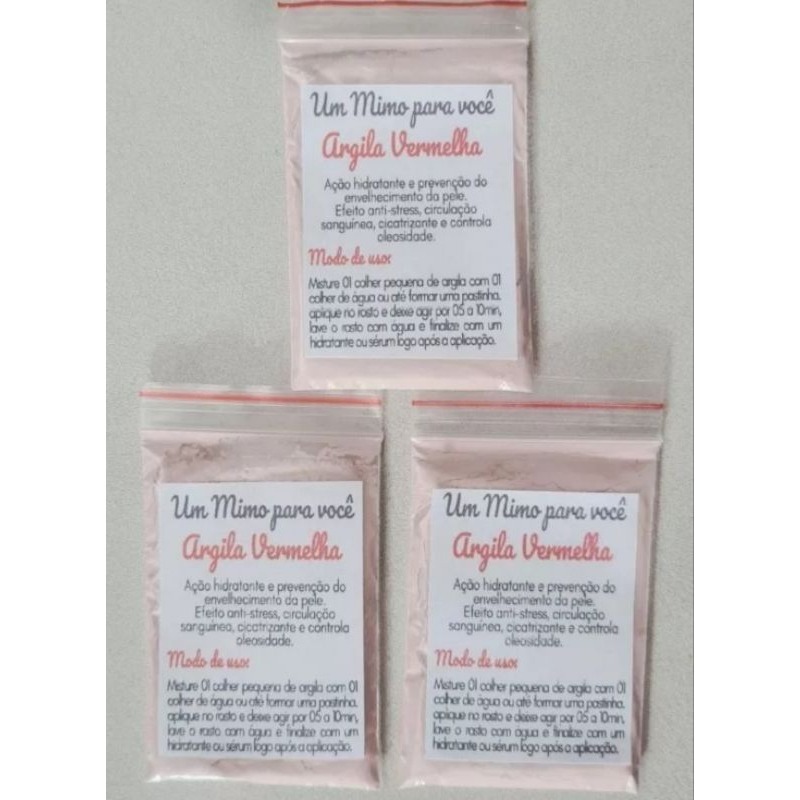 Um Mimo para você
Argila Vermelha
Ação hidratante e prevenção do
envelhecimento da pele.
Efeito anti-stress, circulação
sanguínea, cicatrizante e controla
oleosidade.
Modo de uso:
Misture 01 colher pequena de argila com 01
colher de água ou até formar uma pastinha,
aplique no rosto e deixe agir por 05 a 10min,
lave o rosto com água e finalize com um
hidratante ou sérum logo após a aplicação.
Um Mimo para você
Argila Vermelha
Ação hidratante e prevenção do
envelhecimento da pele.
Efeito anti-stress, circulação
sanguínea, cicatrizante e controla
oleosidade.
Modo de uso:
Misture 01 colher pequena de argila com 01
colher de água ou até formar uma pastinha,
aplique no rosto e deixe agir por 05 a 10min,
lave o rosto com água e finalize com um
hidratante ou sérum logo após a aplicação.
Um Mimo para você
Argila Vermelha
Ação hidratante e prevenção do
envelhecimento da pele.
Efeito anti-stress, circulação
sanguínea, cicatrizante e controla
oleosidade.
Modo de uso:
Misture 01 colher pequena de argila com 01
colher de água ou até formar uma pastinha,
aplique no rosto e deixe agir por 05 a 10min,
lave o rosto com água e finalize com um
hidratante ou sérum logo após a aplicação.